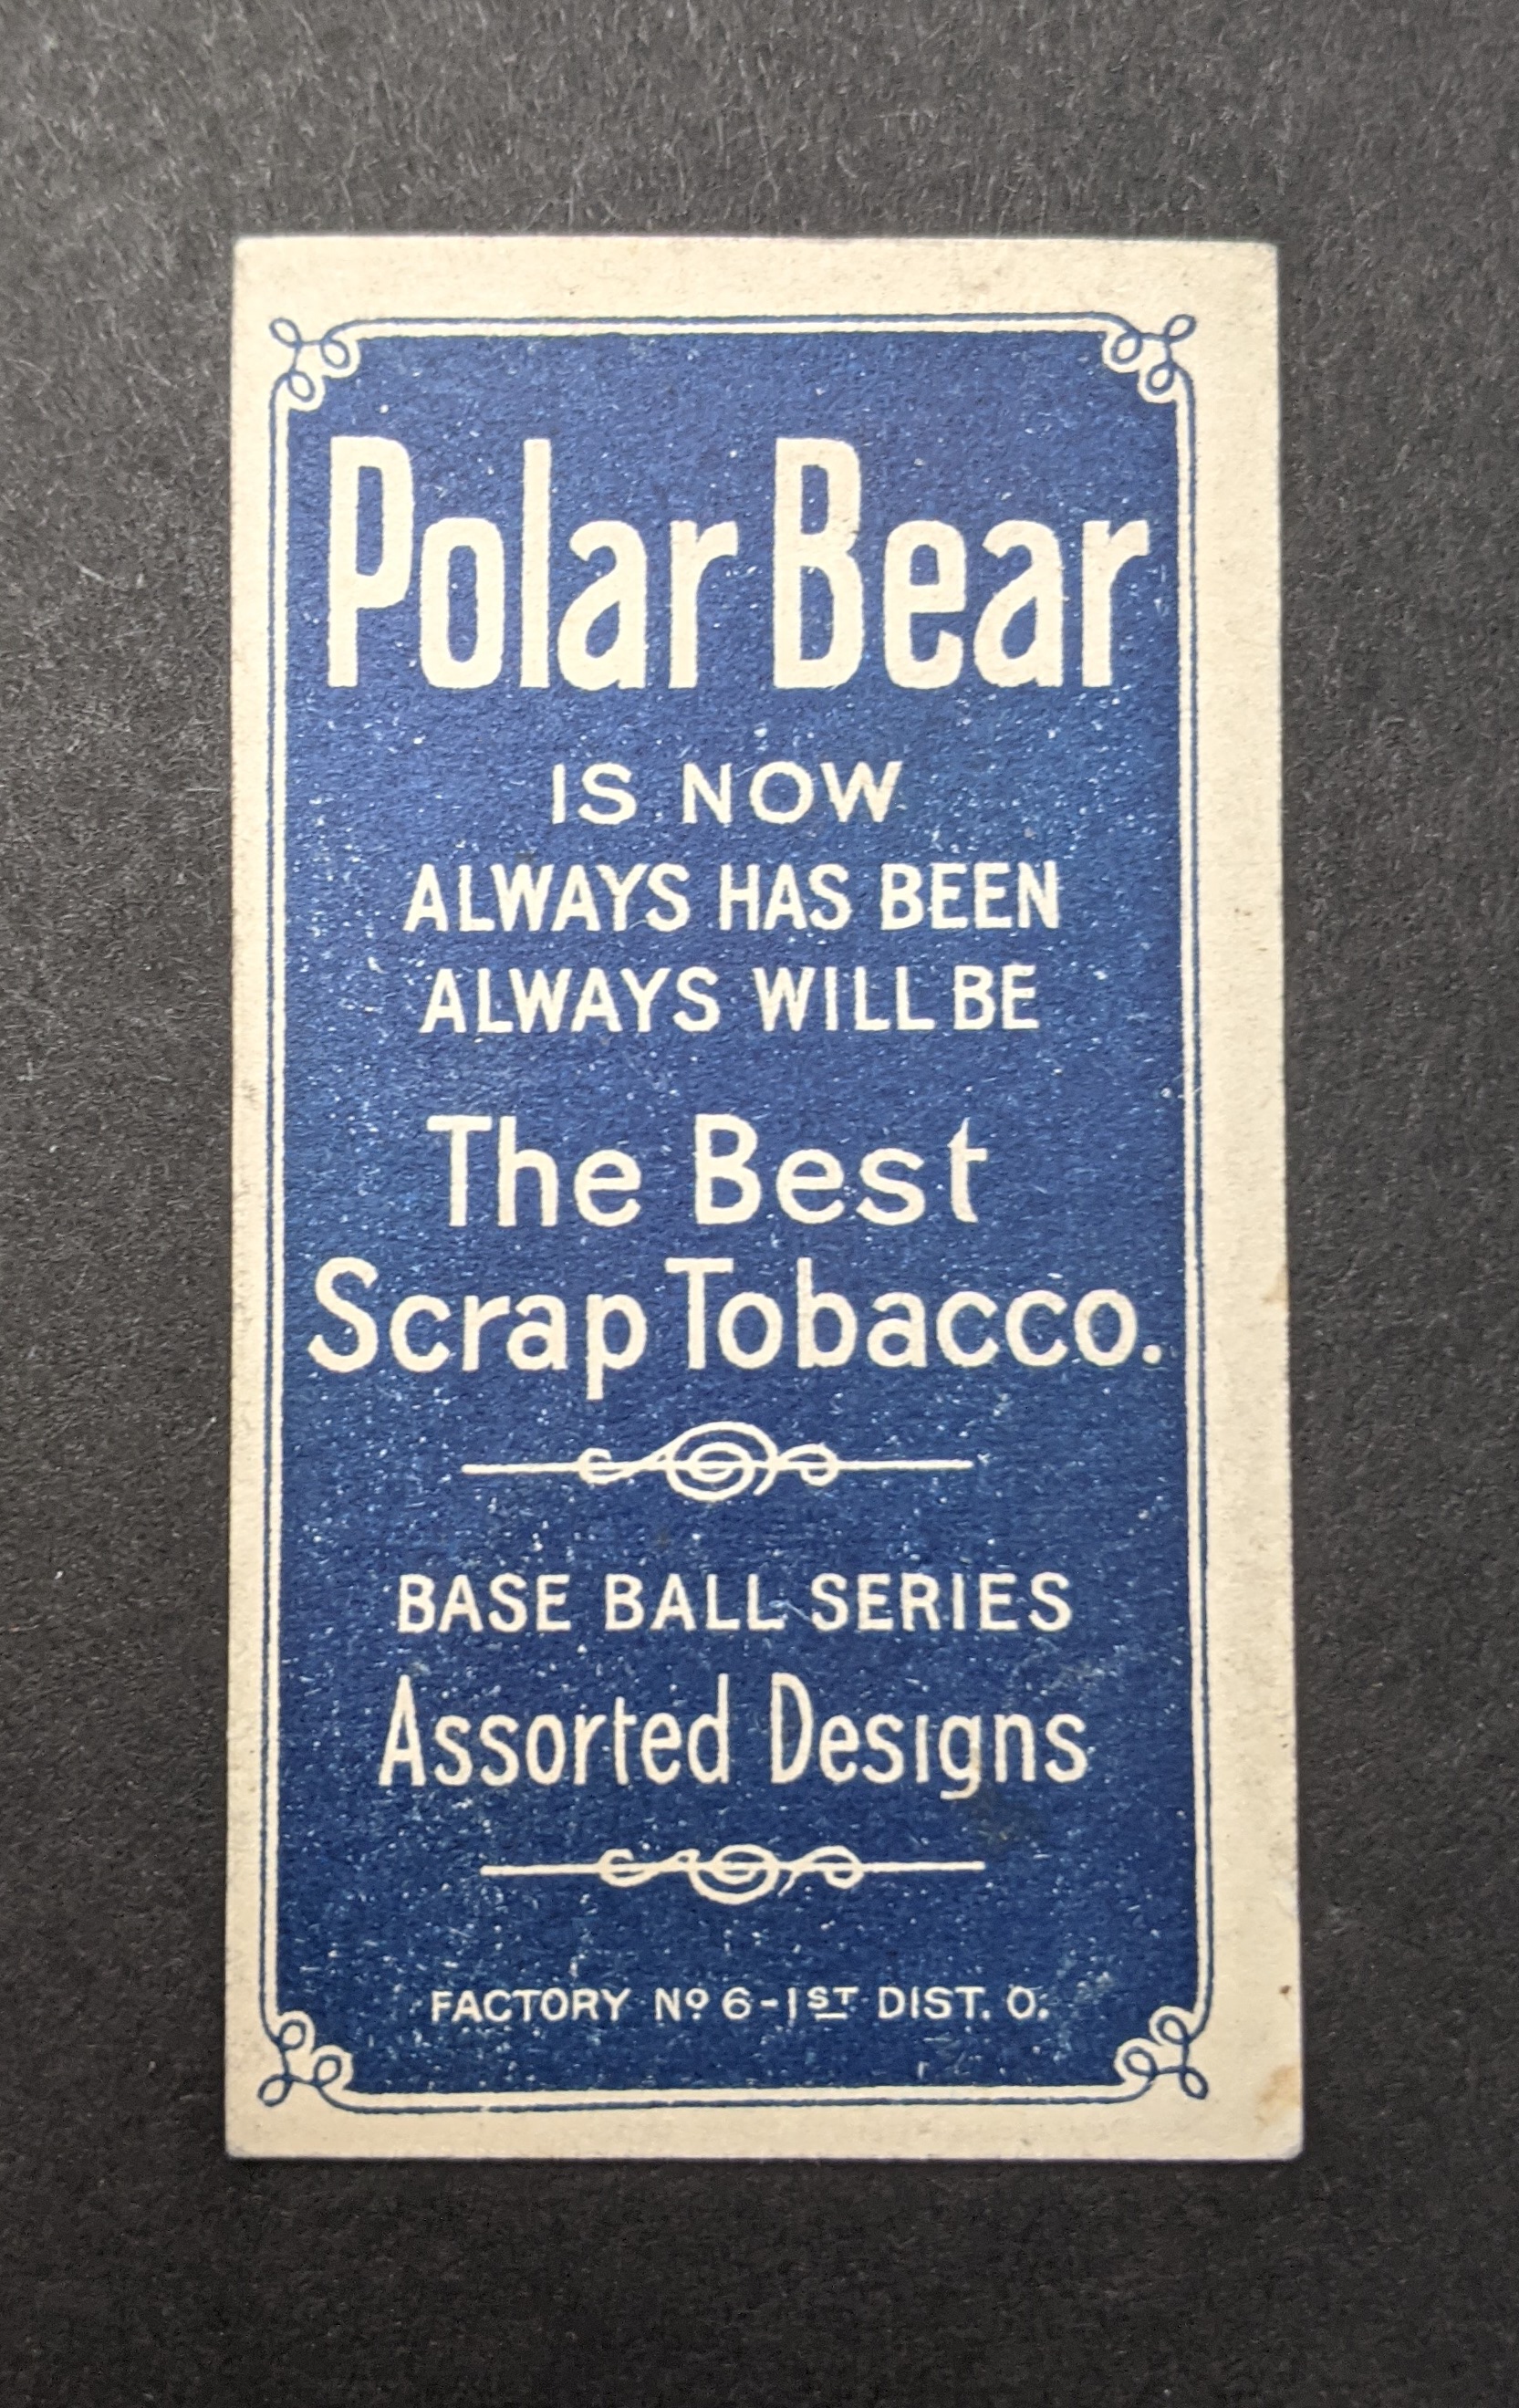 Polar Bear
IS NOW
ALWAYS HAS BEEN
ALWAYS WILL BE
The Best
Scrap Tobacco.
BASE BALL SERIES
Assorted Designs
FACTORY Nº 6-1ST DIST. O.